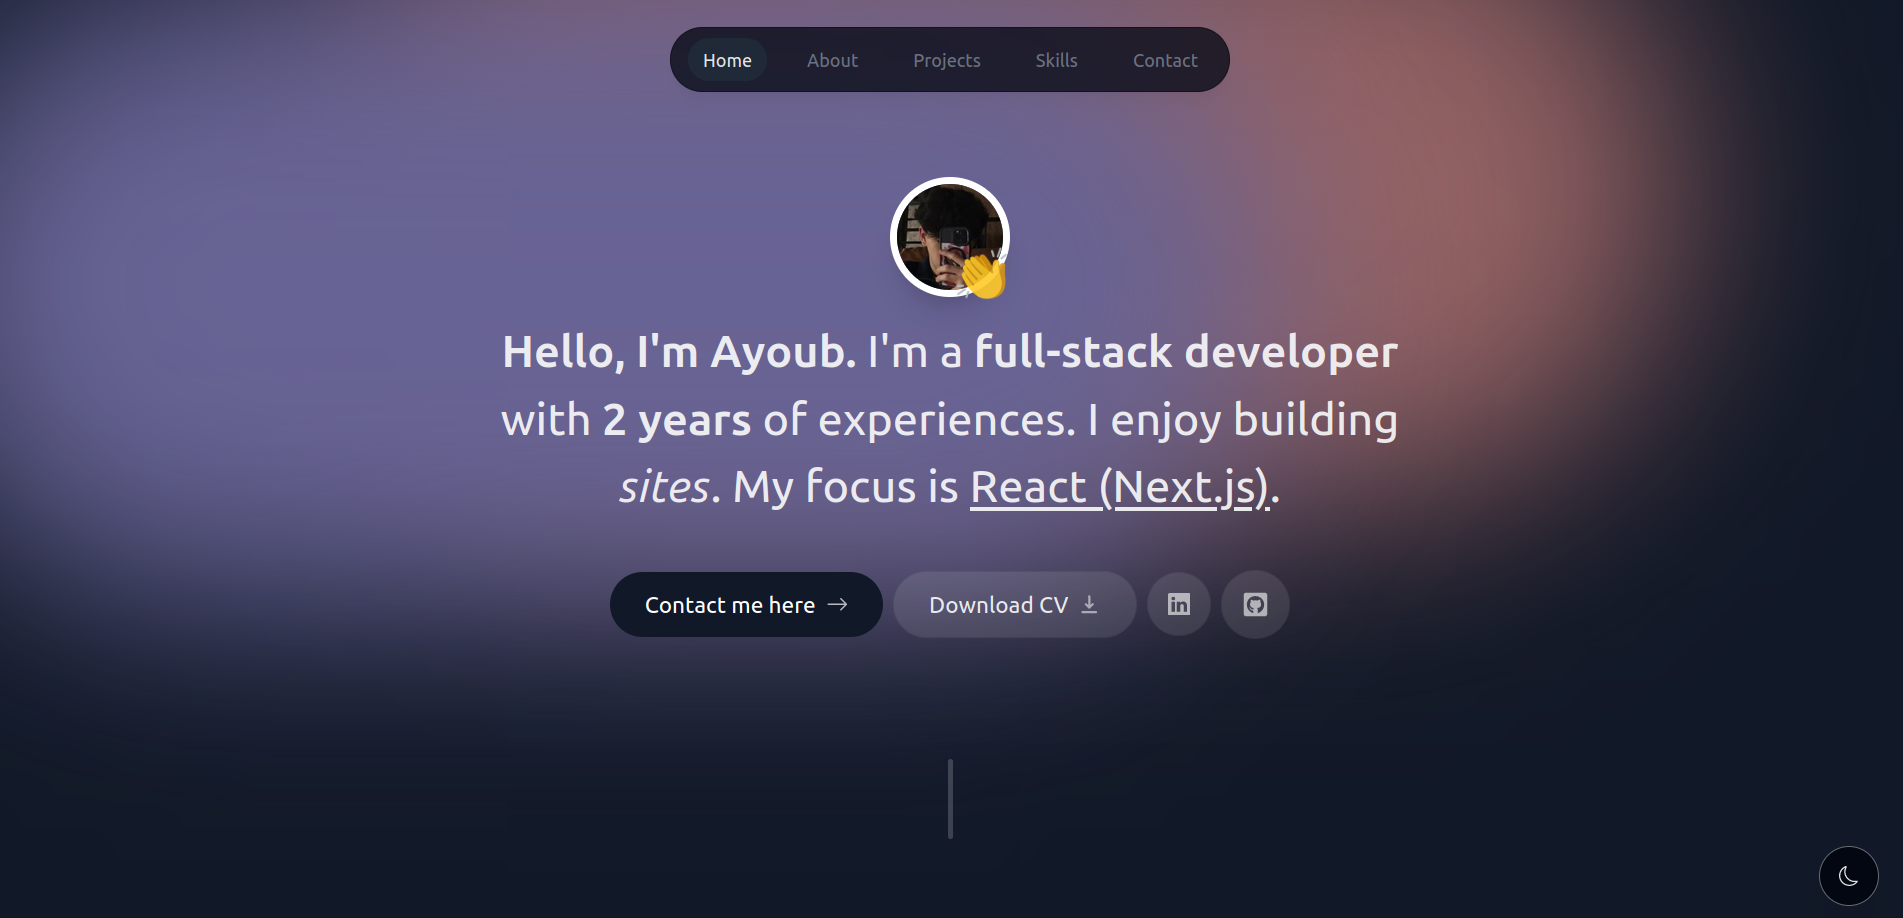 Home About Projects Skills Contact
Hello, I'm Ayoub. I'm a full-stack developer
with 2 years of experiences. I enjoy building
sites. My focus is React (Next.js).
Contact me here Download CV in